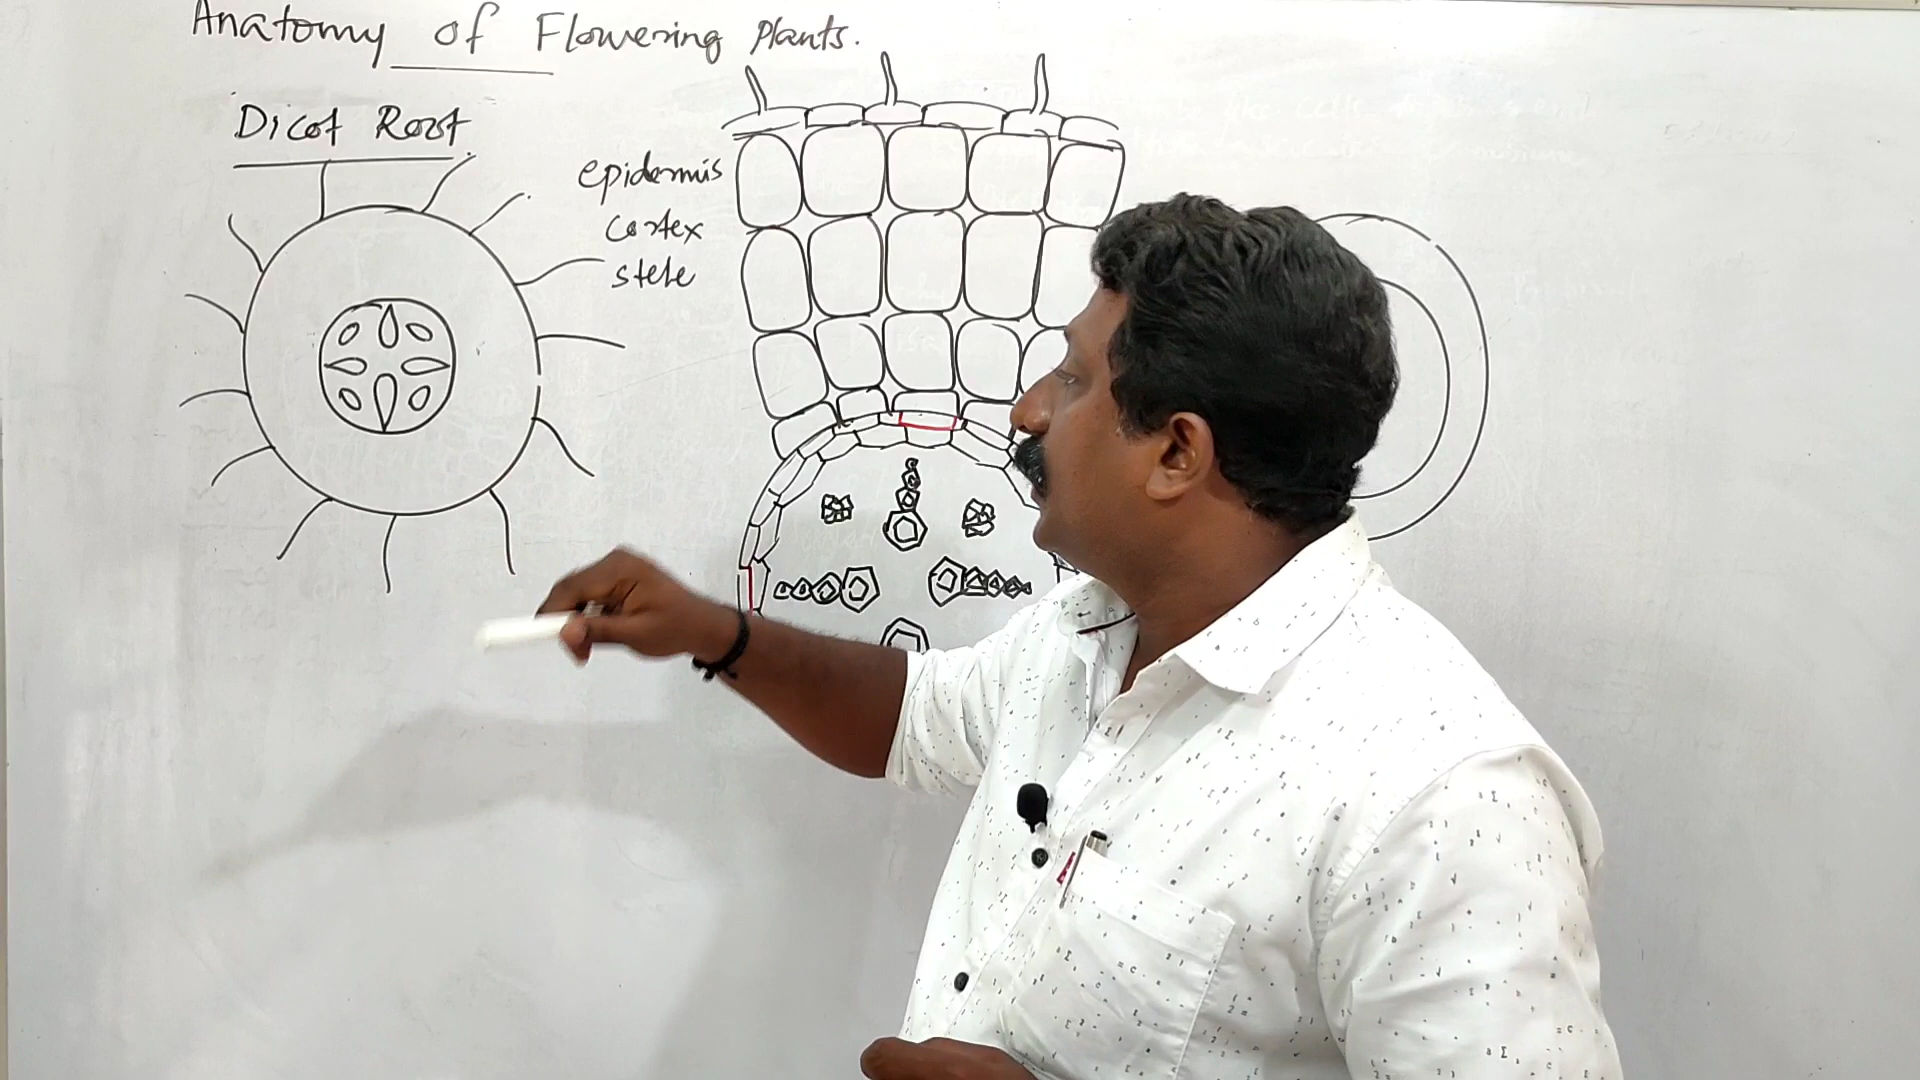 Anatomy of Flowering Plants.
Dicot Root
epidermis
cortex
stele